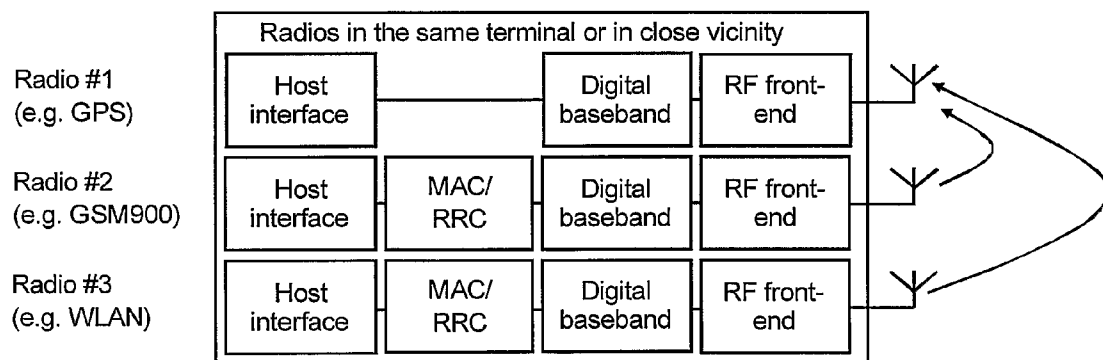 Radios in the same terminal or in close vicinity
Radio #1
(e.g. GPS)
Host
interface
Digital
baseband
RF front-
end
Radio #2
(e.g. GSM900)
Host
interface
MAC/
RRC
Digital
baseband
RF front-
end
Radio #3
(e.g. WLAN)
Host
interface
MAC/
RRC
Digital
baseband
RF front-
end